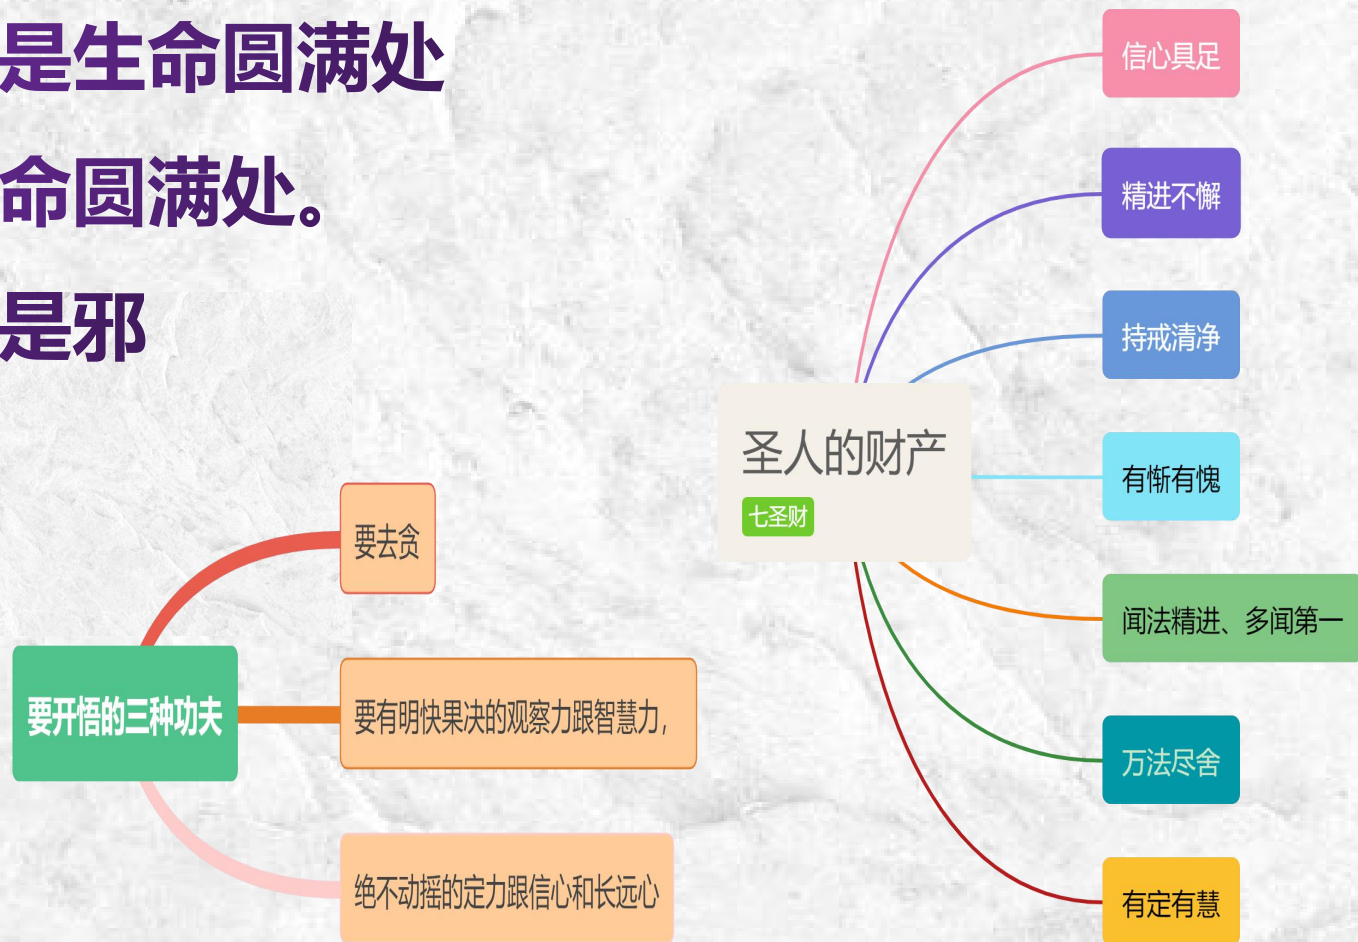 是生命圆满处
命圆满处。
是邪
要开悟的三种功夫
要去贪
要有明快果决的观察力跟智慧力，
绝不动摇的定力跟信心和长远心
圣人的财产
七圣财
信心具足
精进不懈
持戒清净
有惭有愧
闻法精进、多闻第一
万法尽舍
有定有慧